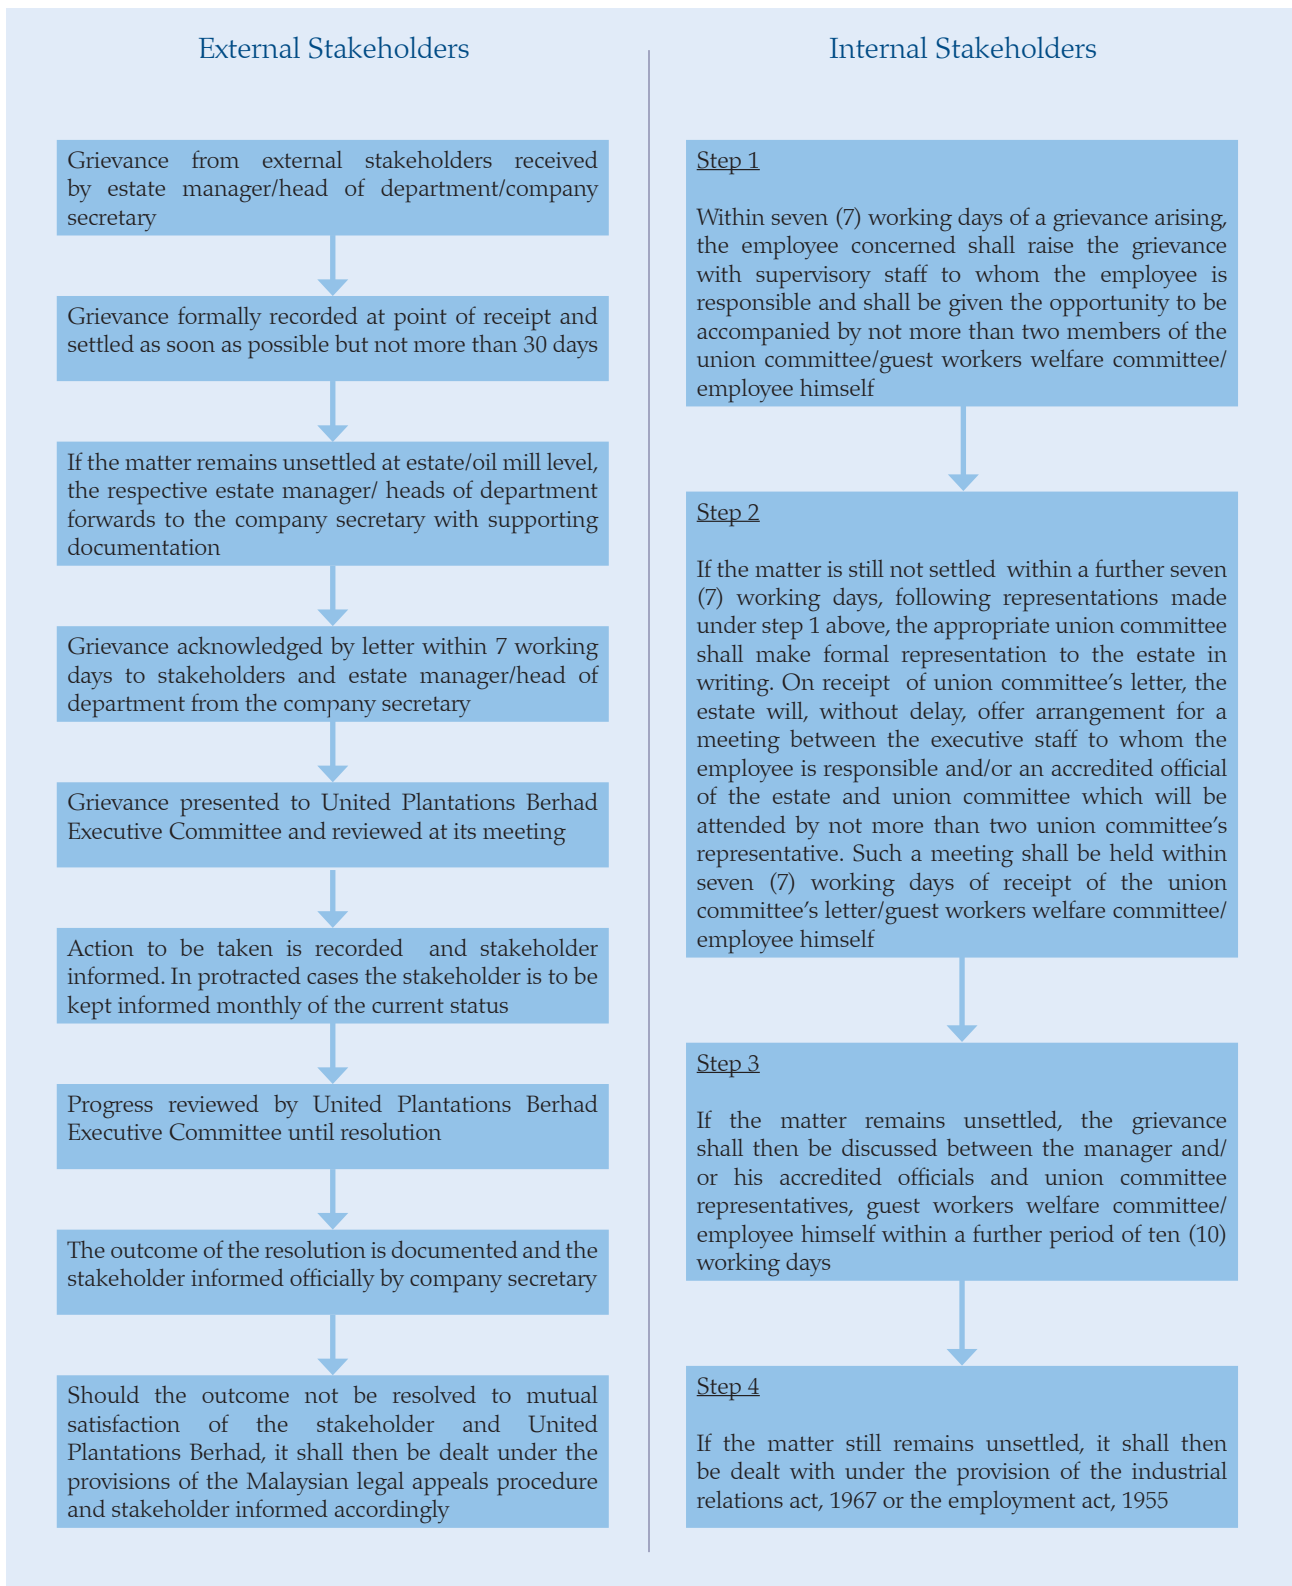 External Stakeholders
Grievance from external stakeholders received
by estate manager/head of department/company
secretary
Grievance formally recorded at point of receipt and
settled as soon as possible but not more than 30 days
If the matter remains unsettled at estate/oil mill level,
the respective estate manager/ heads of department
forwards to the company secretary with supporting
documentation
Grievance acknowledged by letter within 7 working
days to stakeholders and estate manager/head of
department from the company secretary
Grievance presented to United Plantations Berhad
Executive Committee and reviewed at its meeting
Action to be taken is recorded and stakeholder
informed. In protracted cases the stakeholder is to be
kept informed monthly of the current status
Progress reviewed by United Plantations Berhad
Executive Committee until resolution
The outcome of the resolution is documented and the
stakeholder informed officially by company secretary
Should the outcome not be resolved to mutual
satisfaction of the stakeholder and United
Plantations Berhad, it shall then be dealt under the
provisions of the Malaysian legal appeals procedure
and stakeholder informed accordingly
Internal Stakeholders
Step 1
Within seven (7) working days of a grievance arising,
the employee concerned shall raise the grievance
with supervisory staff to whom the employee is
responsible and shall be given the opportunity to be
accompanied by not more than two members of the
union committee/guest workers welfare committee/
employee himself
Step 2
If the matter is still not settled within a further seven
(7) working days, following representations made
under step 1 above, the appropriate union committee
shall make formal representation to the estate in
writing. On receipt of union committee's letter, the
estate will, without delay, offer arrangement for a
meeting between the executive staff to whom the
employee is responsible and/or an accredited official
of the estate and union committee which will be
attended by not more than two union committee's
representative. Such a meeting shall be held within
seven (7) working days of receipt of the union
committee's letter/guest workers welfare committee/
employee himself
Step 3
If the matter remains unsettled, the grievance
shall then be discussed between the manager and/
or his accredited officials and union committee
representatives, guest workers welfare committee/
employee himself within a further period of ten (10)
working days
Step 4
If the matter still remains unsettled, it shall then
be dealt with under the provision of the industrial
relations act, 1967 or the employment act, 1955